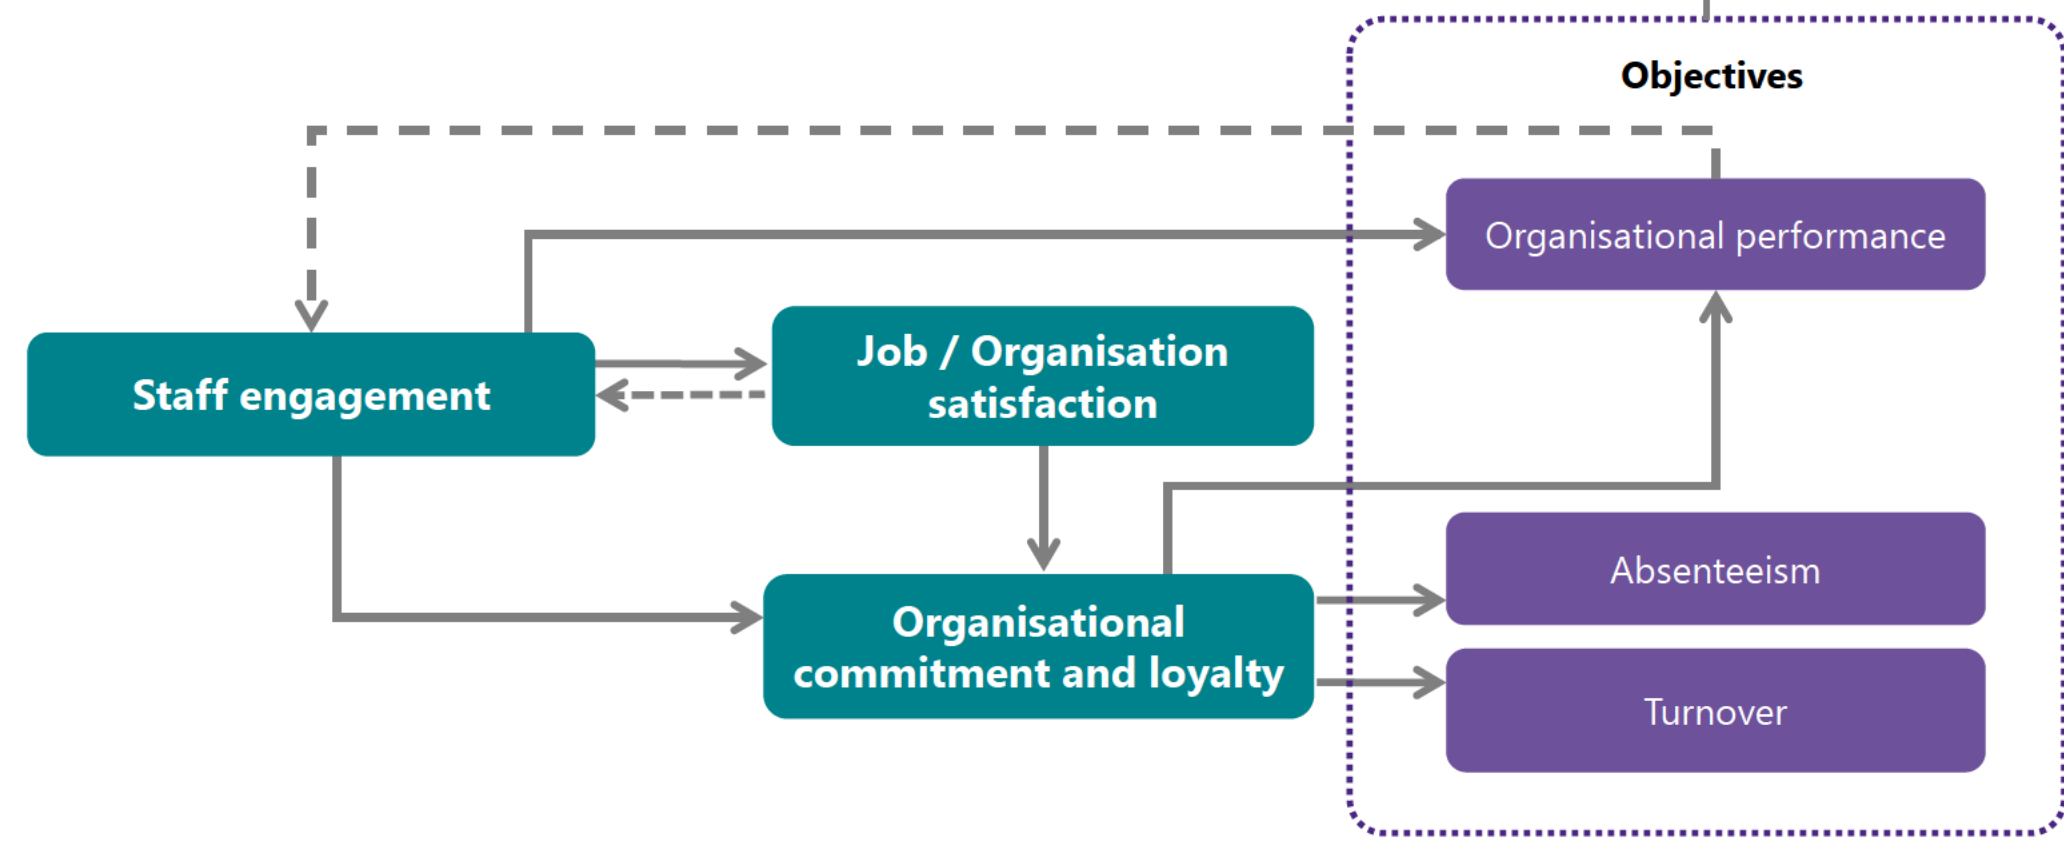 Objectives
Organisational performance
Staff engagement
Job / Organisation
satisfaction
Organisational
commitment and loyalty
Absenteeism
Turnover